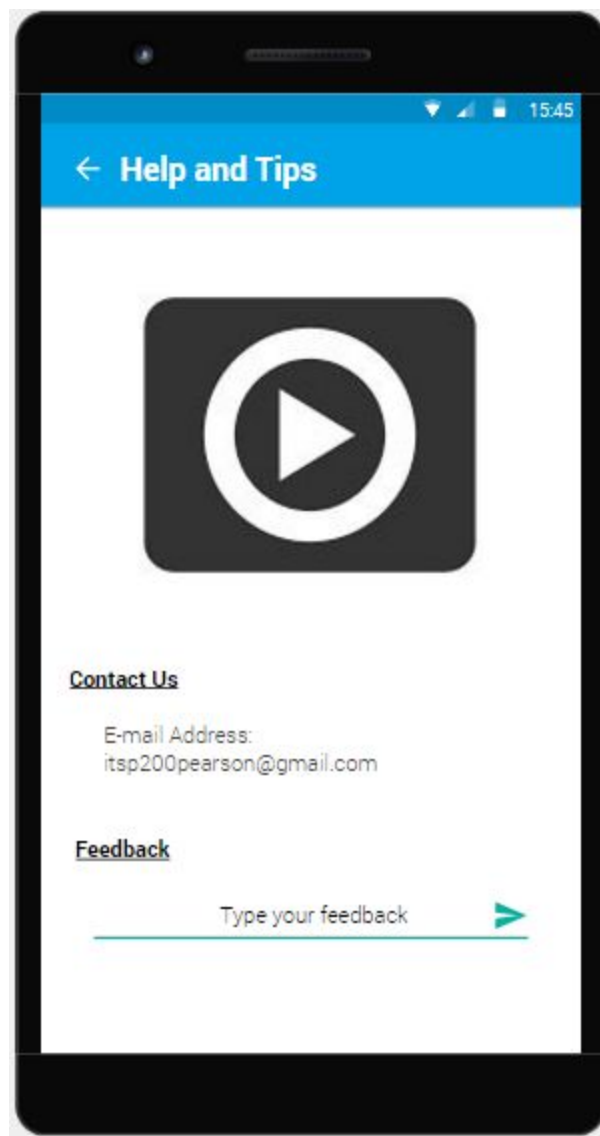 15:45
Help and Tips
Contact Us
E-mail Address:
itsp200pearson@gmail.com
Feedback
Type your feedback